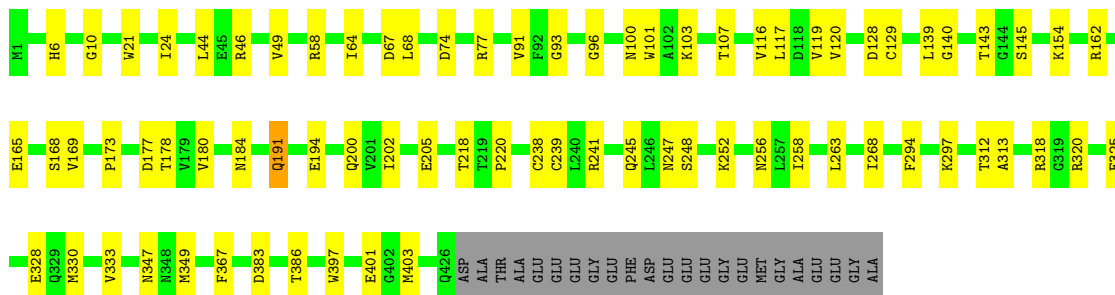 M1 H6 G10 W21 I24 L44 E45 R46 V49 R58 I64 D67 L68 D74 R77 V91 F92 G93 G96 N100 W101 A102 K103 T107 V116 L117 D118 V119 V120 D128 C129 L139 G140 T143 G144 S145 K154 R162
E165 S168 V169 P173 D177 T178 V179 V180 N184 Q191 E194 Q200 V201 I202 E205 T218 T219 P220 C238 C239 L240 R241 Q245 L246 N247 S248 K252 N256 L257 I258 L263 I268 F294 K297 T312 A313 R318 G319 R320
E328 Q329 M330 V333 N347 N348 M349 F367 D383 T386 W397 E401 G402 M403 Q426 ASP ALA THR ALA GLU GLU GLU GLY GLU PHE ASP GLU GLU GLU GLY GLU MET GLY ALA GLU GLU GLY ALA